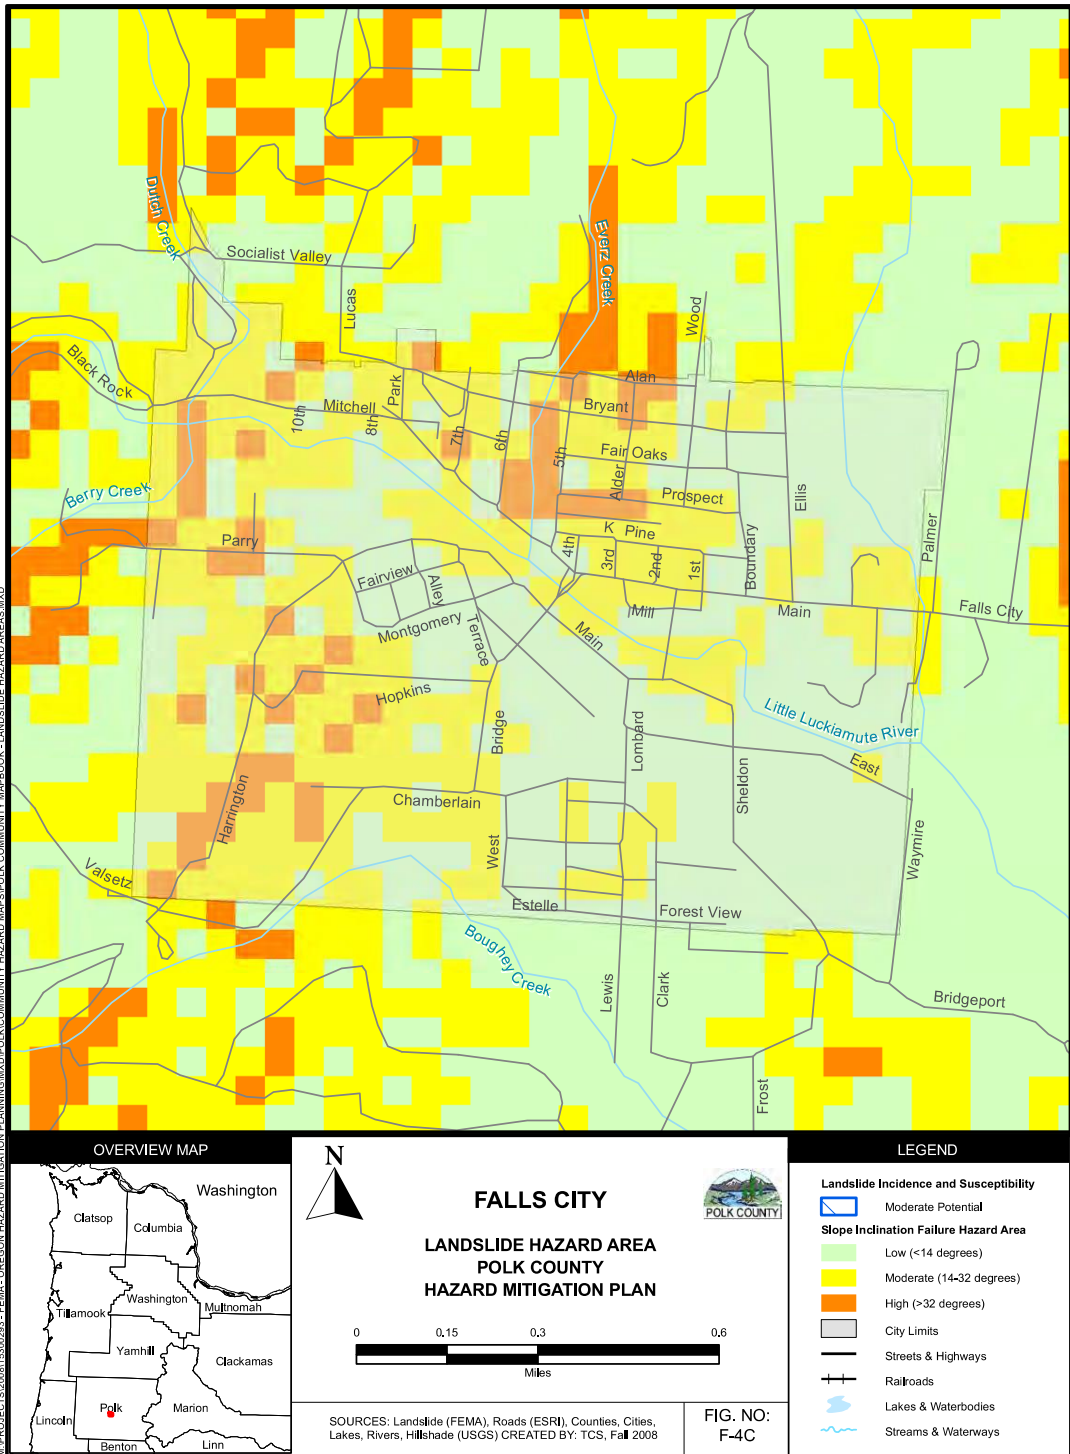 Dutch Creek
Everz Creek
Socialist Valley
Lucas
Wood
Black Rock
Park
Alan
Mitchell
Bryant
10th
8th
7th
6th
5th
Fair Oaks
Alder
Prospect
Ellis
Berry Creek
K Pine
Palmer
Parry
4th
3rd
2nd
1st
Boundary
Fairview
Alley
Mill
Main
Falls City
Montgomery
Terrace
Main
Hopkins
Bridge
Lombard
Little Luckiamute River
East
Sheldon
Harrington
Chamberlain
West
Waymire
Valsetz
Estelle
Forest View
Boughey Creek
Lewis
Clark
Bridgeport
Frost
OVERVIEW MAP
Washington
Clatsop
Columbia
Tillamook
Washington
Multnomah
Yamhill
Clackamas
Polk
Marion
Lincoln
Benton
Linn
N
FALLS CITY
POLK COUNTY
LANDSLIDE HAZARD AREA
POLK COUNTY
HAZARD MITIGATION PLAN
0 0.15 0.3 0.6
Miles
SOURCES: Landslide (FEMA), Roads (ESRI), Counties, Cities,
Lakes, Rivers, Hillshade (USGS) CREATED BY: TCS, Fall 2008
FIG. NO:
F-4C
LEGEND
Landslide Incidence and Susceptibility
Moderate Potential
Slope Inclination Failure Hazard Area
Low (<14 degrees)
Moderate (14-32 degrees)
High (>32 degrees)
City Limits
Streets & Highways
Railroads
Lakes & Waterbodies
Streams & Waterways